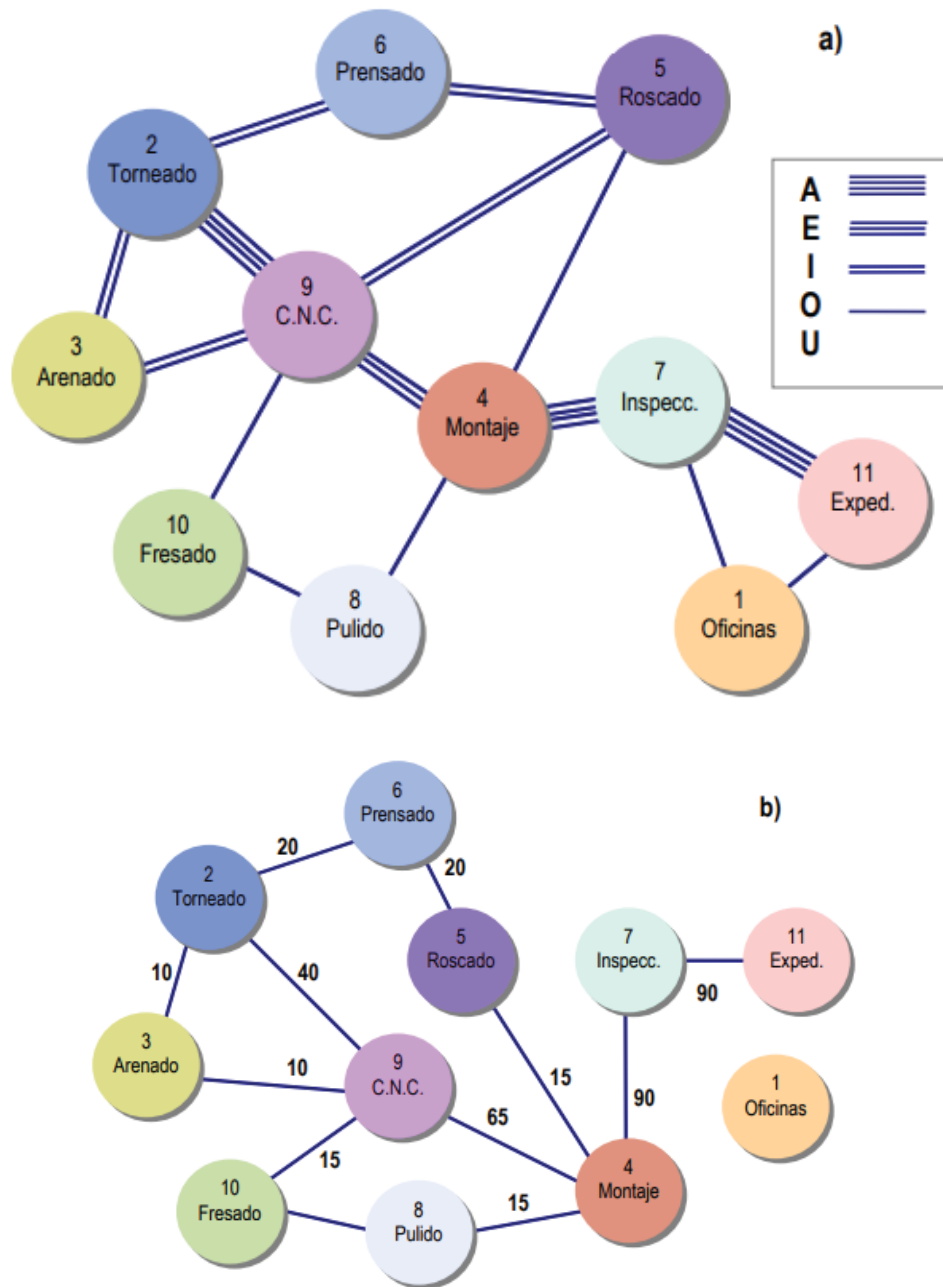 a)
6
Prensado
5
Roscado
2
Torneado
9
C.N.C.
3
Arenado
4
Montaje
7
Inspecc.
11
Exped.
10
Fresado
8
Pulido
1
Oficinas
A
E
I
O
U
b)
6
Prensado
20
20
2
Torneado
5
Roscado
7
Inspecc.
11
Exped.
10
40
90
3
Arenado
10
9
C.N.C.
15
65
90
1
Oficinas
15
10
Fresado
8
Pulido
15
4
Montaje